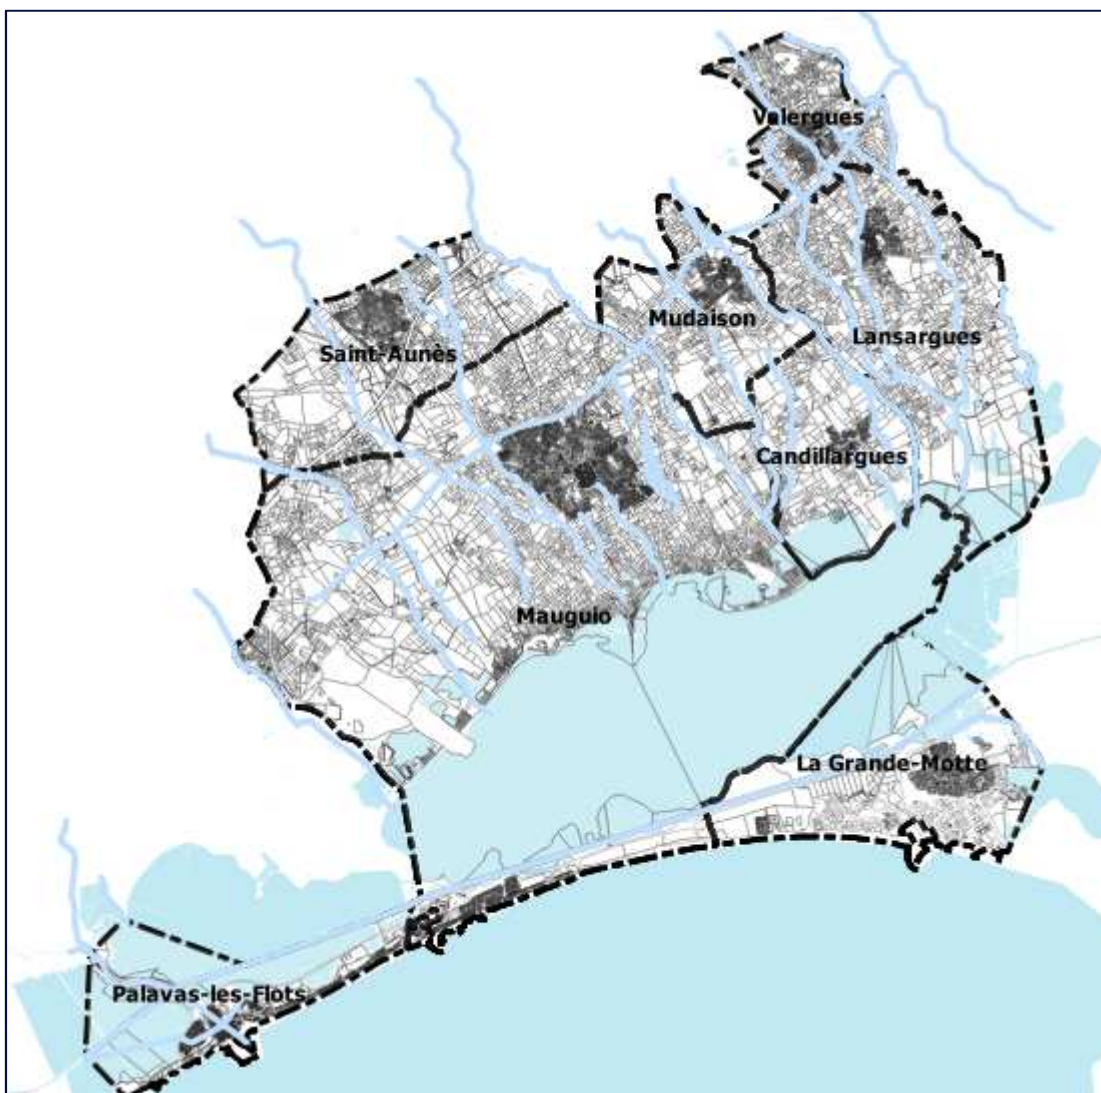 Valergues
Mudaison
Lansargues
Saint-Aunès
Candillargues
Mauguio
La Grande-Motte
Palavas-les-Flots